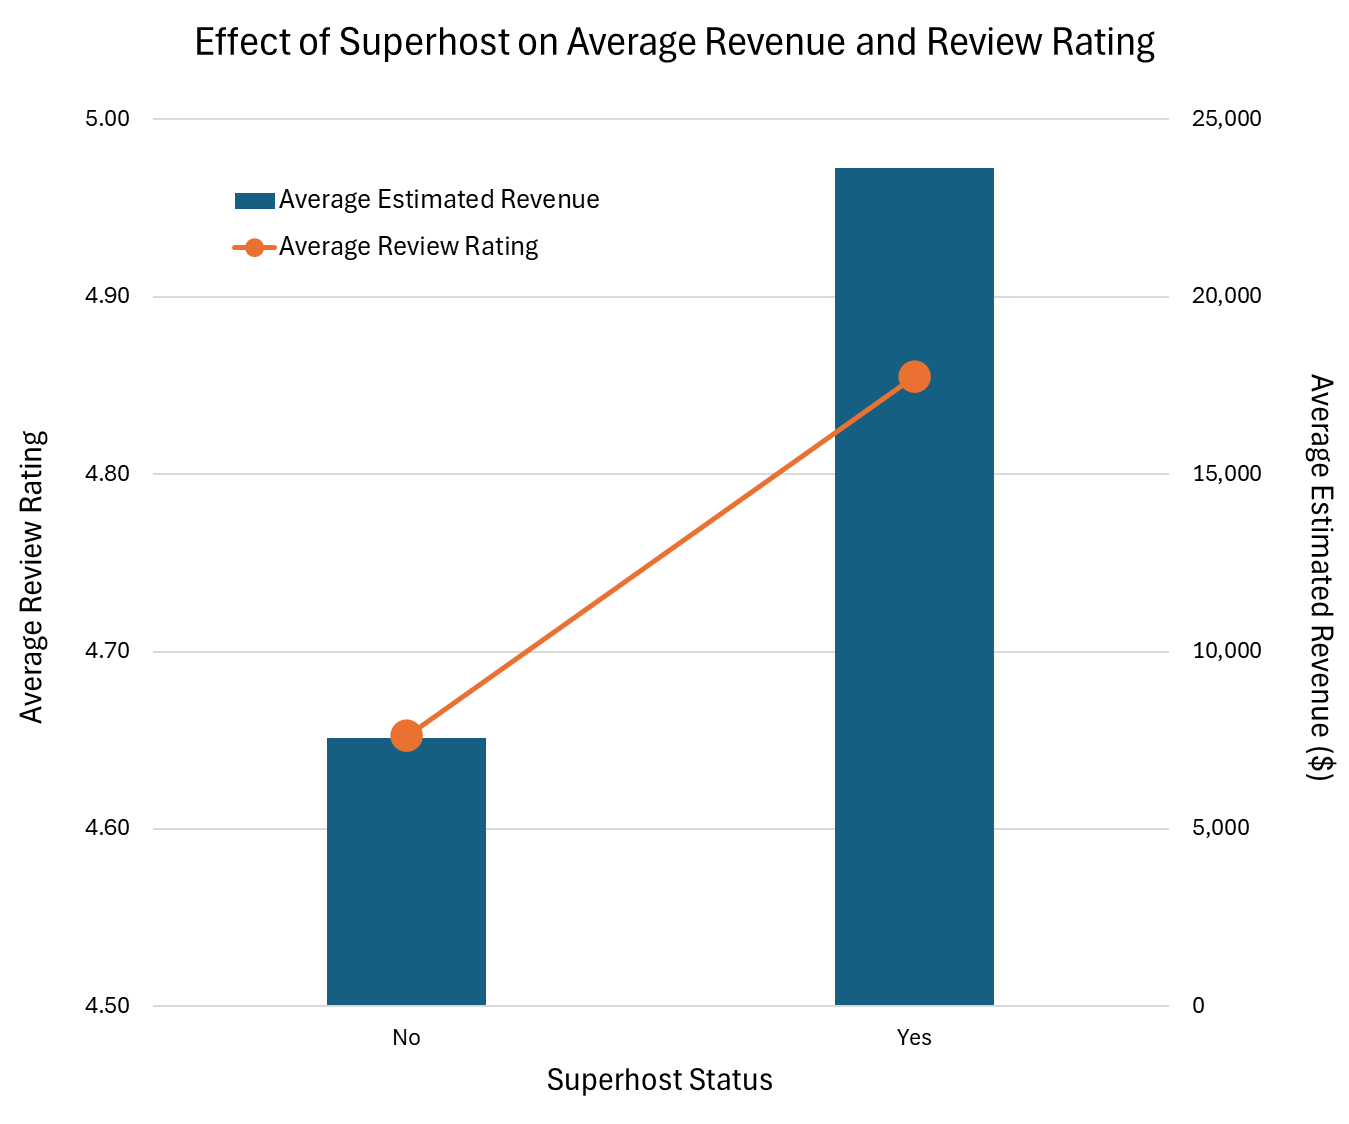 Effect of Superhost on Average Revenue and Review Rating
5.00
4.90
4.80
4.70
4.60
4.50
Average Review Rating
Average Estimated Revenue
Average Review Rating
25,000
20,000
15,000
10,000
5,000
0
Average Estimated Revenue ($)
No
Yes
Superhost Status